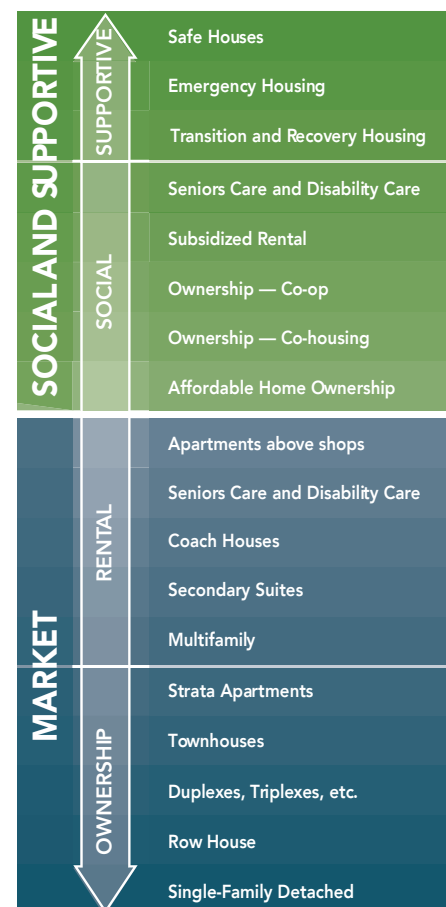 SOCIAL AND SUPPORTIVE
SUPPORTIVE
Safe Houses
Emergency Housing
Transition and Recovery Housing
SOCIAL
Seniors Care and Disability Care
Subsidized Rental
Ownership — Co-op
Ownership — Co-housing
Affordable Home Ownership
MARKET
RENTAL
Apartments above shops
Seniors Care and Disability Care
Coach Houses
Secondary Suites
Multifamily
OWNERSHIP
Strata Apartments
Townhouses
Duplexes, Triplexes, etc.
Row House
Single-Family Detached